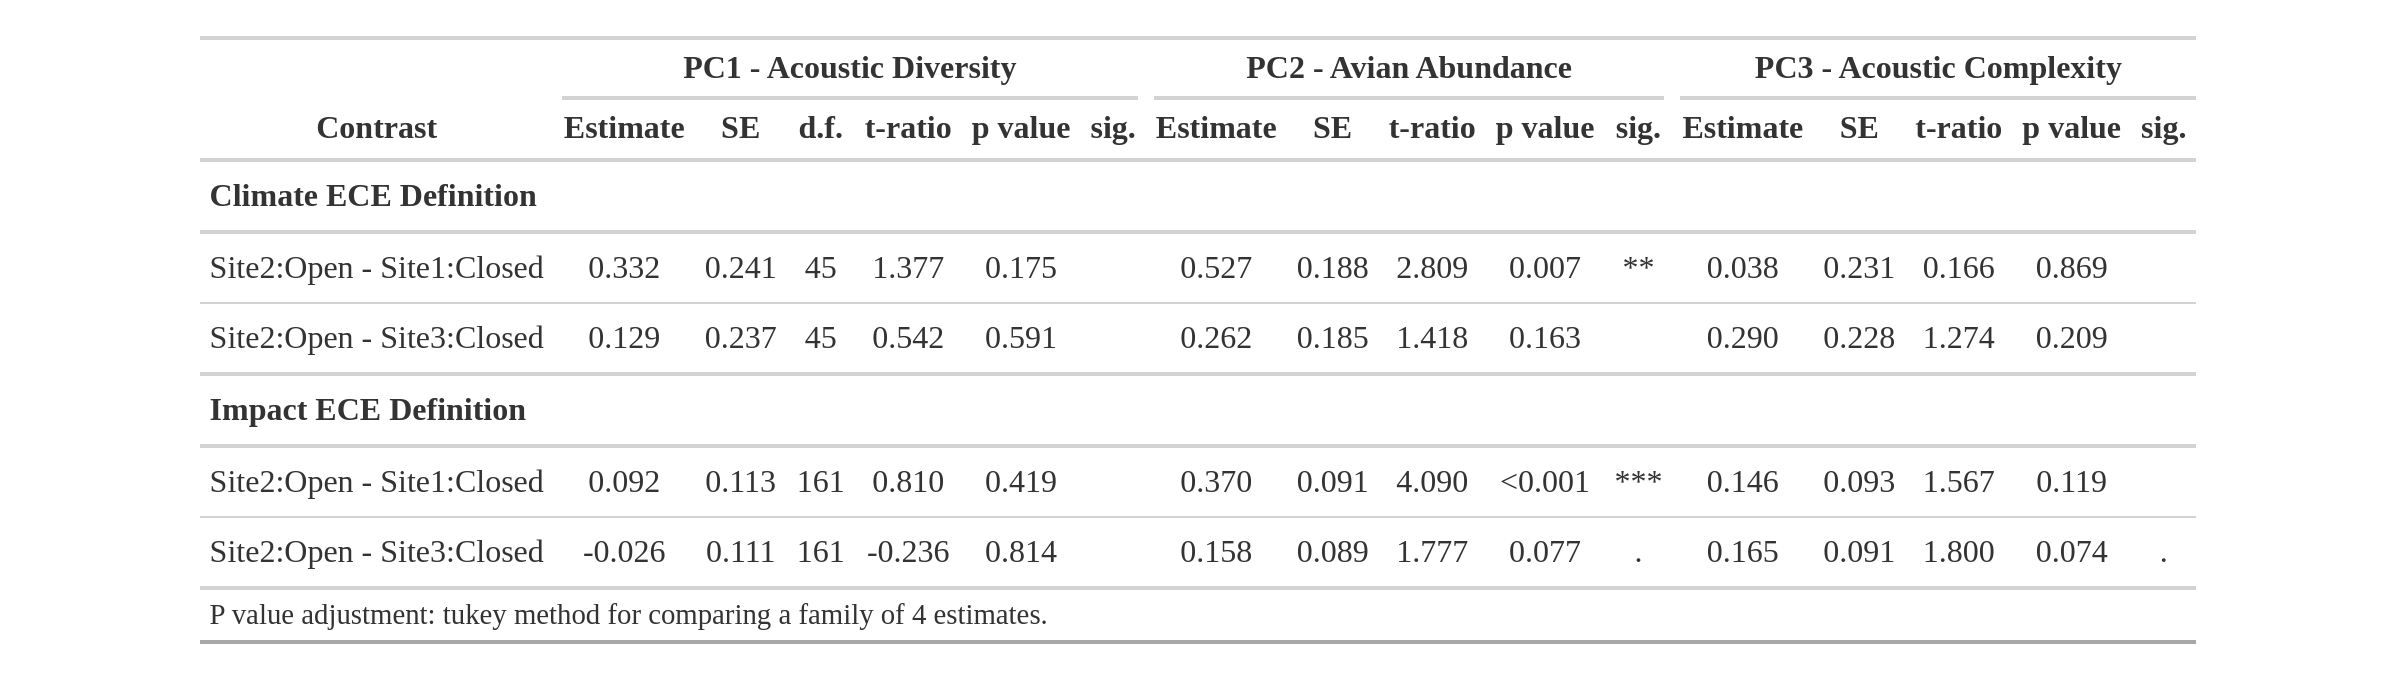 PC1 - Acoustic Diversity PC2 - Avian Abundance PC3 - Acoustic Complexity
Contrast Estimate SE d.f. t-ratio p value sig. Estimate SE t-ratio p value sig. Estimate SE t-ratio p value sig.
Climate ECE Definition
Site2:Open - Site1:Closed 0.332 0.241 45 1.377 0.175 0.527 0.188 2.809 0.007 ** 0.038 0.231 0.166 0.869
Site2:Open - Site3:Closed 0.129 0.237 45 0.542 0.591 0.262 0.185 1.418 0.163 0.290 0.228 1.274 0.209
Impact ECE Definition
Site2:Open - Site1:Closed 0.092 0.113 161 0.810 0.419 0.370 0.091 4.090 <0.001 *** 0.146 0.093 1.567 0.119
Site2:Open - Site3:Closed -0.026 0.111 161 -0.236 0.814 0.158 0.089 1.777 0.077 . 0.165 0.091 1.800 0.074 .
P value adjustment: tukey method for comparing a family of 4 estimates.